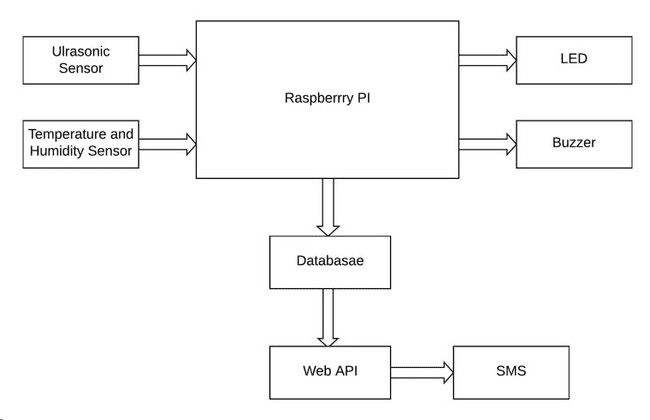 Ulrasonic
Sensor
Raspberrry PI
LED
Temperature and
Humidity Sensor
Buzzer
Databasae
Web API
SMS